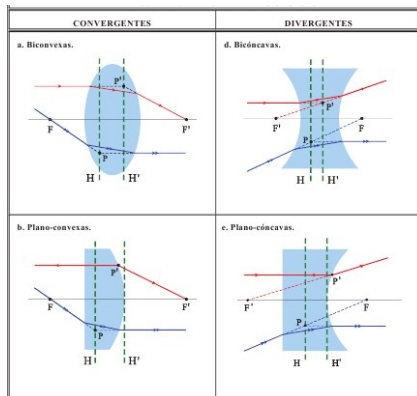 CONVERGENTES
DIVERGENTES
a. Biconvexas.
P'
F
F'
P
H
H'
d. Bicóncavas.
P'
F'
F
P
H
H'
b. Plano-convexas.
P'
F
F'
P
H
H'
e. Plano-cóncavas.
P'
F'
F
P
H
H'